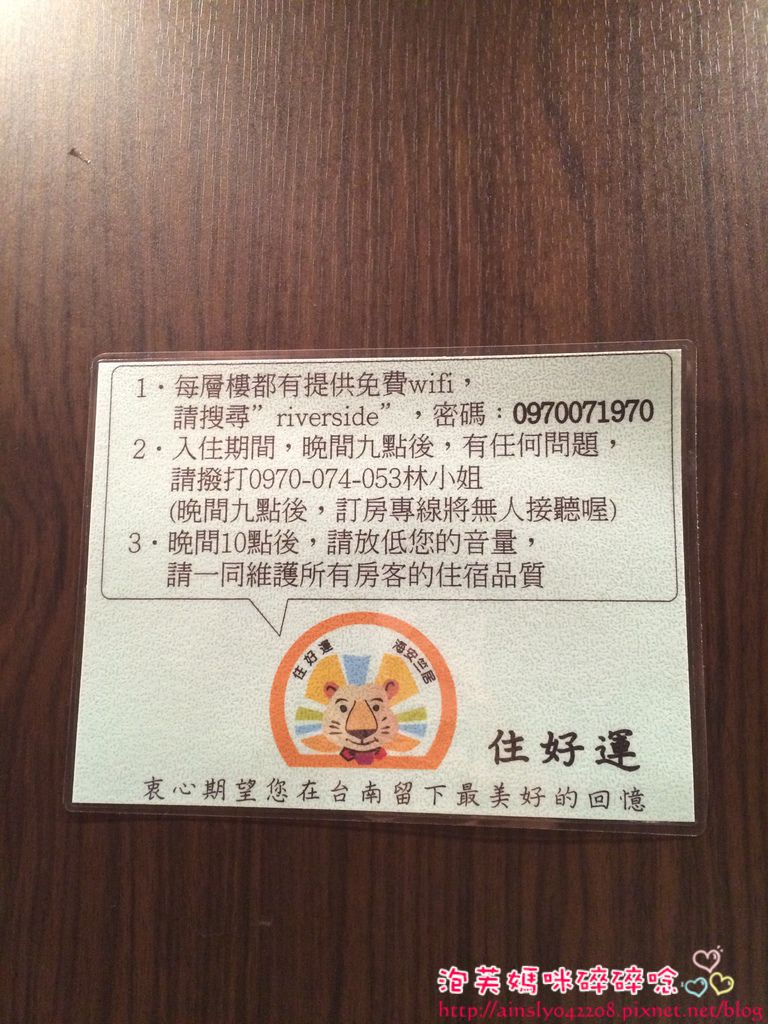 1・每層樓都有提供免費wifi，
請搜尋”riverside”，密碼：0970071970
2・入住期間，晚間九點後，有任何問題，
請撥打0970-074-053林小姐
(晚間九點後，訂房專線將無人接聽喔)
3・晚間10點後，請放低您的音量，
請一同維護所有房客的住宿品質
住好運 海安竺居
住好運
衷心期望您在台南留下最美好的回憶
泡芙媽咪碎碎唸
http://ainsly042208.pixnet.net/blog